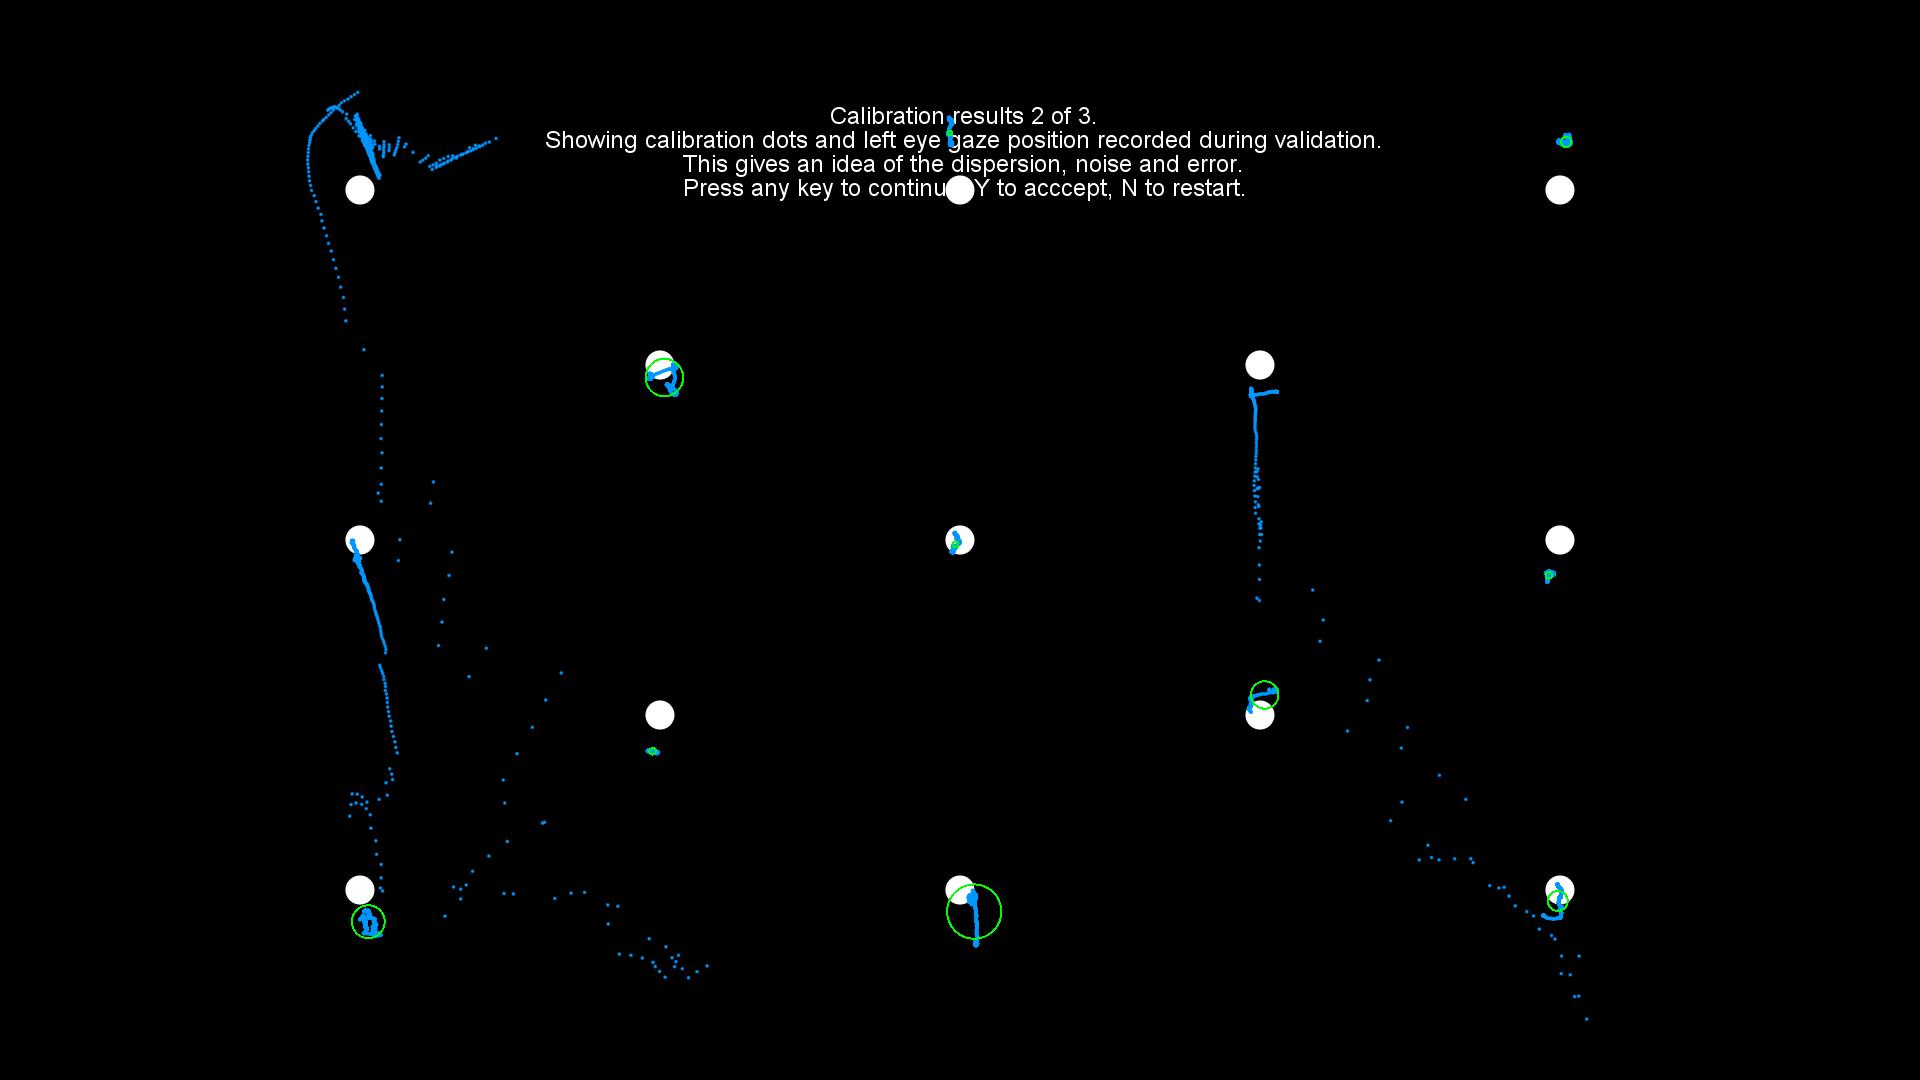 Calibration results 2 of 3.
Showing calibration dots and left eye gaze position recorded during validation.
This gives an idea of the dispersion, noise and error.
Press any key to continu Y to acccept, N to restart.